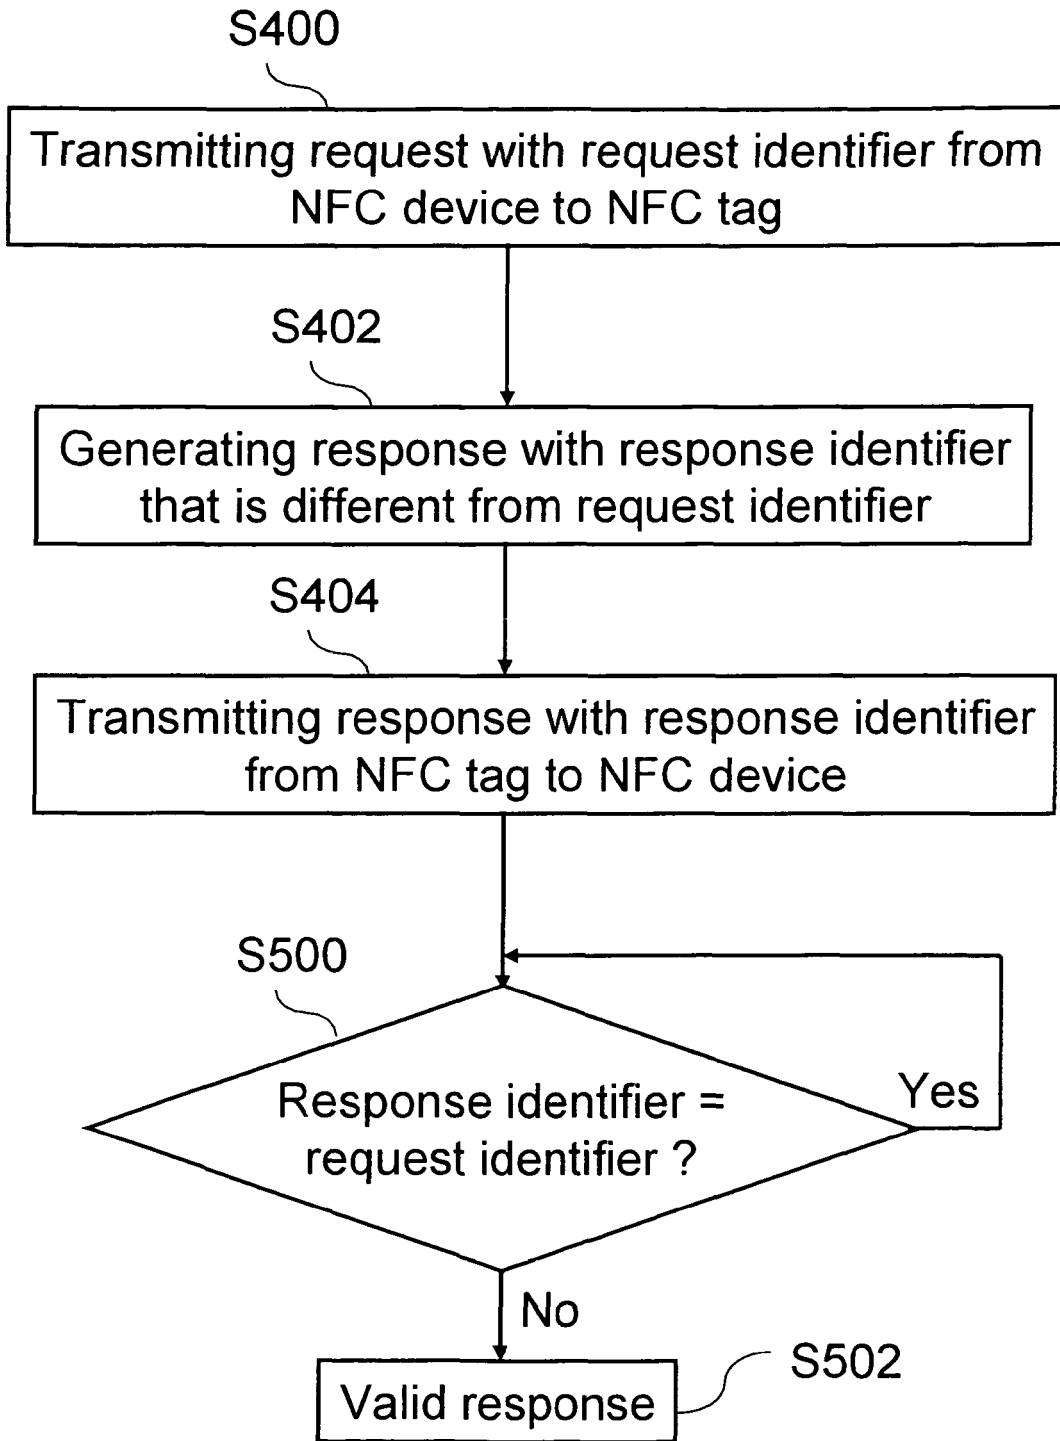 S400
Transmitting request with request identifier from
NFC device to NFC tag
S402
Generating response with response identifier
that is different from request identifier
S404
Transmitting response with response identifier
from NFC tag to NFC device
S500
Response identifier =
request identifier ?
Yes
No
S502
Valid response